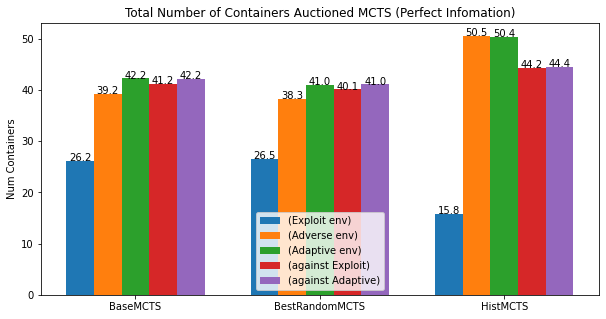 Total Number of Containers Auctioned MCTS (Perfect Infomation)
Num Containers
50
40
30
20
10
0
26.2
39.2
42.2
41.2
42.2
26.5
38.3
41.0
40.1
41.0
15.8
50.5
50.4
44.2
44.4
(Exploit env)
(Adverse env)
(Adaptive env)
(against Exploit)
(against Adaptive)
BaseMCTS
BestRandomMCTS
HistMCTS